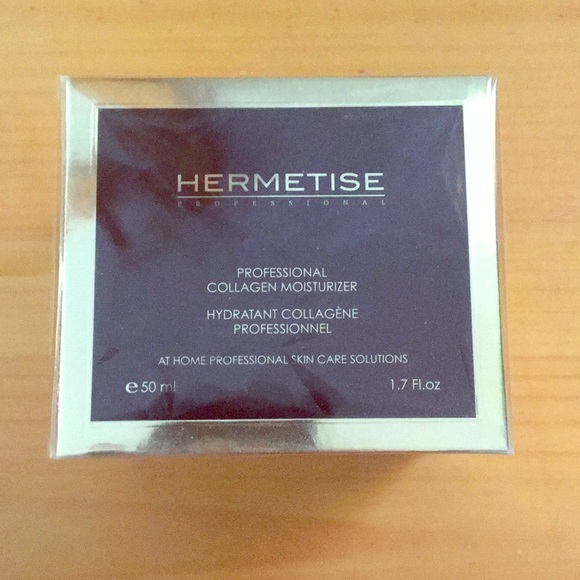 HERMETISE
PROFESSIONAL
PROFESSIONAL
COLLAGEN MOISTURIZER
HYDRATANT COLLAGÈNE
PROFESSIONNEL
AT HOME PROFESSIONAL SKIN CARE SOLUTIONS
℮ 50 ml 1.7 Fl.oz